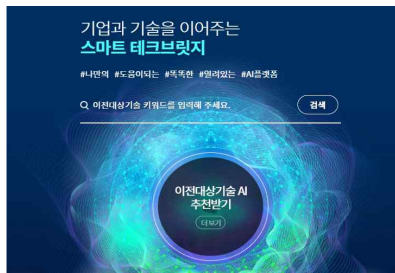 기업과 기술을 이어주는
스마트 테크브릿지
#나만의 #도움이되는 #똑똑한 #열려있는 #AI플랫폼
이전대상기술 키워드를 입력해 주세요.
검색
이전대상기술 AI
추천받기
더보기